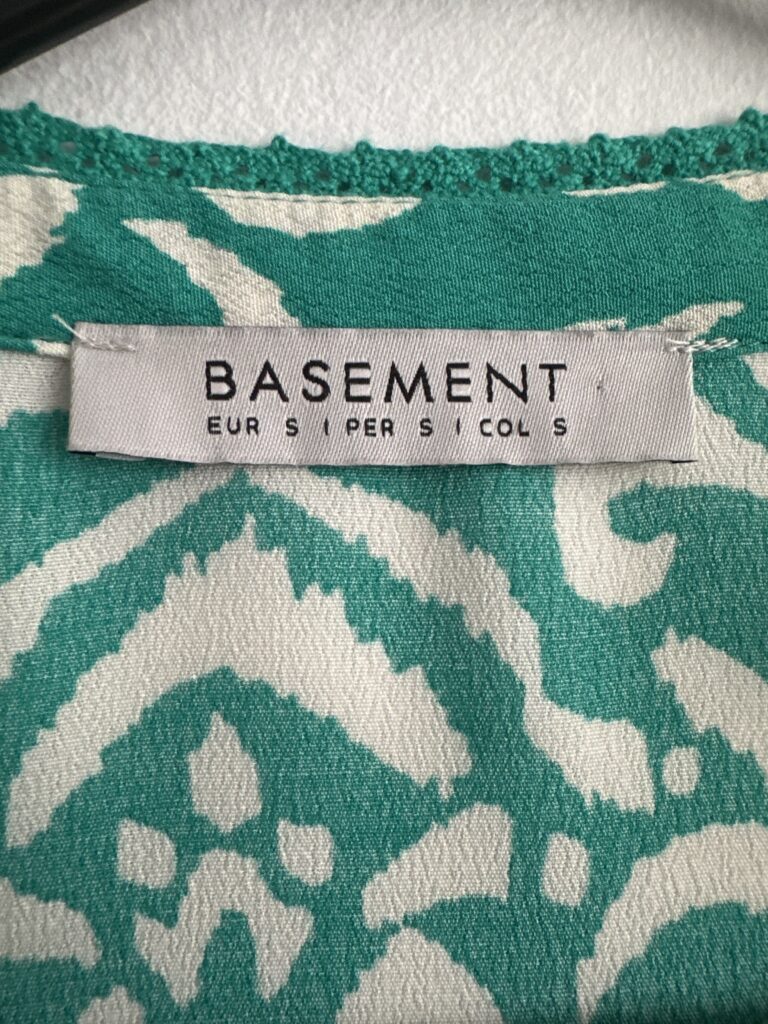 BASEMENT
EUR S | PER S | COL S